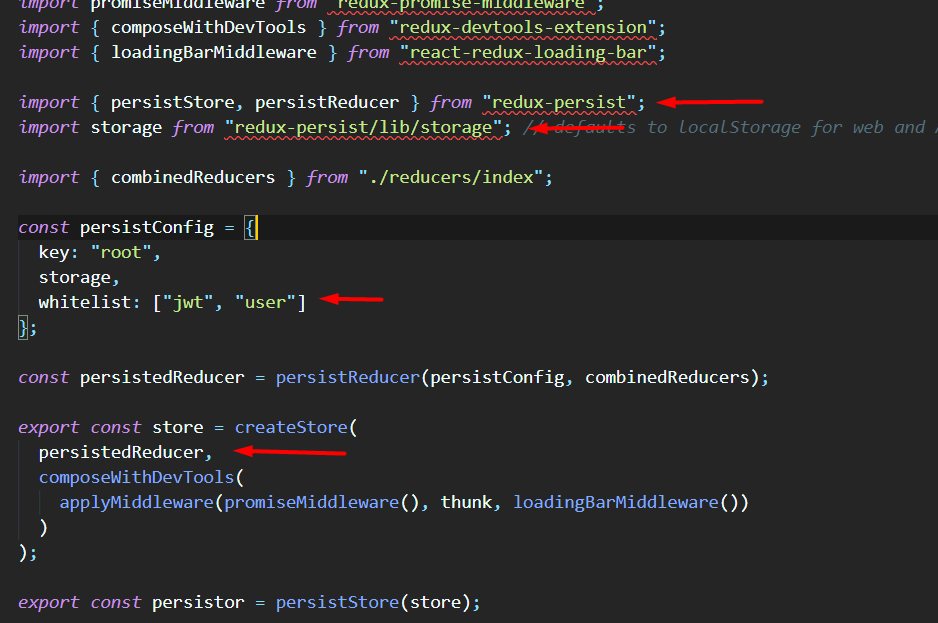 import promiseMiddleware from "redux-promise-middleware";
import { composeWithDevTools } from "redux-devtools-extension";
import { loadingBarMiddleware } from "react-redux-loading-bar";
import { persistStore, persistReducer } from "redux-persist";
import storage from "redux-persist/lib/storage"; // defaults to localStorage for web and
import { combinedReducers } from "./reducers/index";
const persistConfig = {
key: "root",
storage,
whitelist: ["jwt", "user"]
};
const persistedReducer = persistReducer(persistConfig, combinedReducers);
export const store = createStore(
persistedReducer,
composeWithDevTools(
applyMiddleware(promiseMiddleware(), thunk, loadingBarMiddleware())
)
);
export const persistor = persistStore(store);